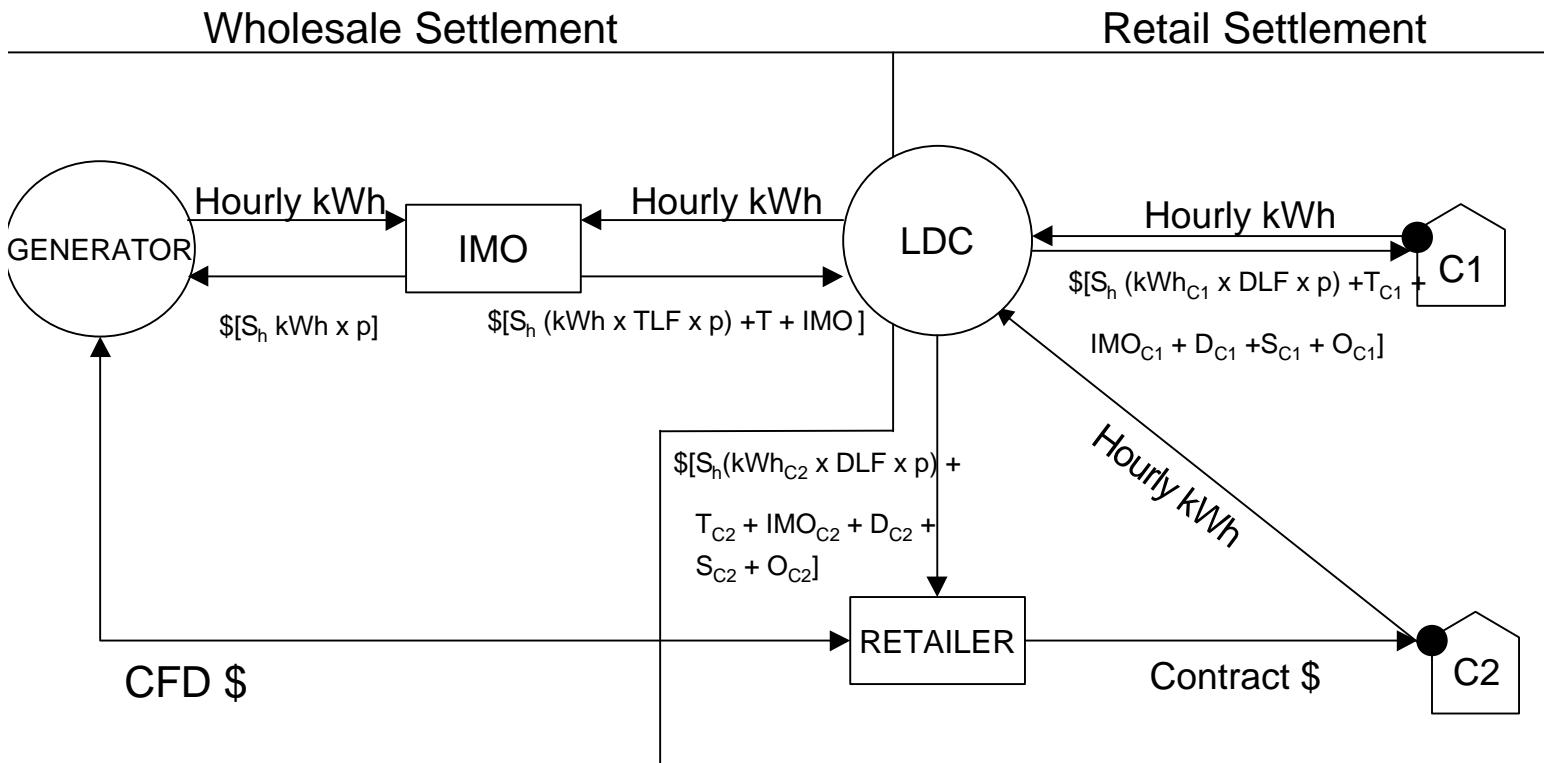 Wholesale Settlement
Retail Settlement
Hourly kWh
Hourly kWh
Hourly kWh
GENERATOR
IMO
LDC
C1
$[S_h kWh x p]
$[S_h (kWh x TLF x p) +T + IMO ]
$[S_h (kWh_C1 x DLF x p) +T_C1 +
IMO_C1 + D_C1 +S_C1 + O_C1]
Hourly kWh
$[S_h(kWh_C2 x DLF x p) +
T_C2 + IMO_C2 + D_C2 +
S_C2 + O_C2]
RETAILER
CFD $
Contract $
C2